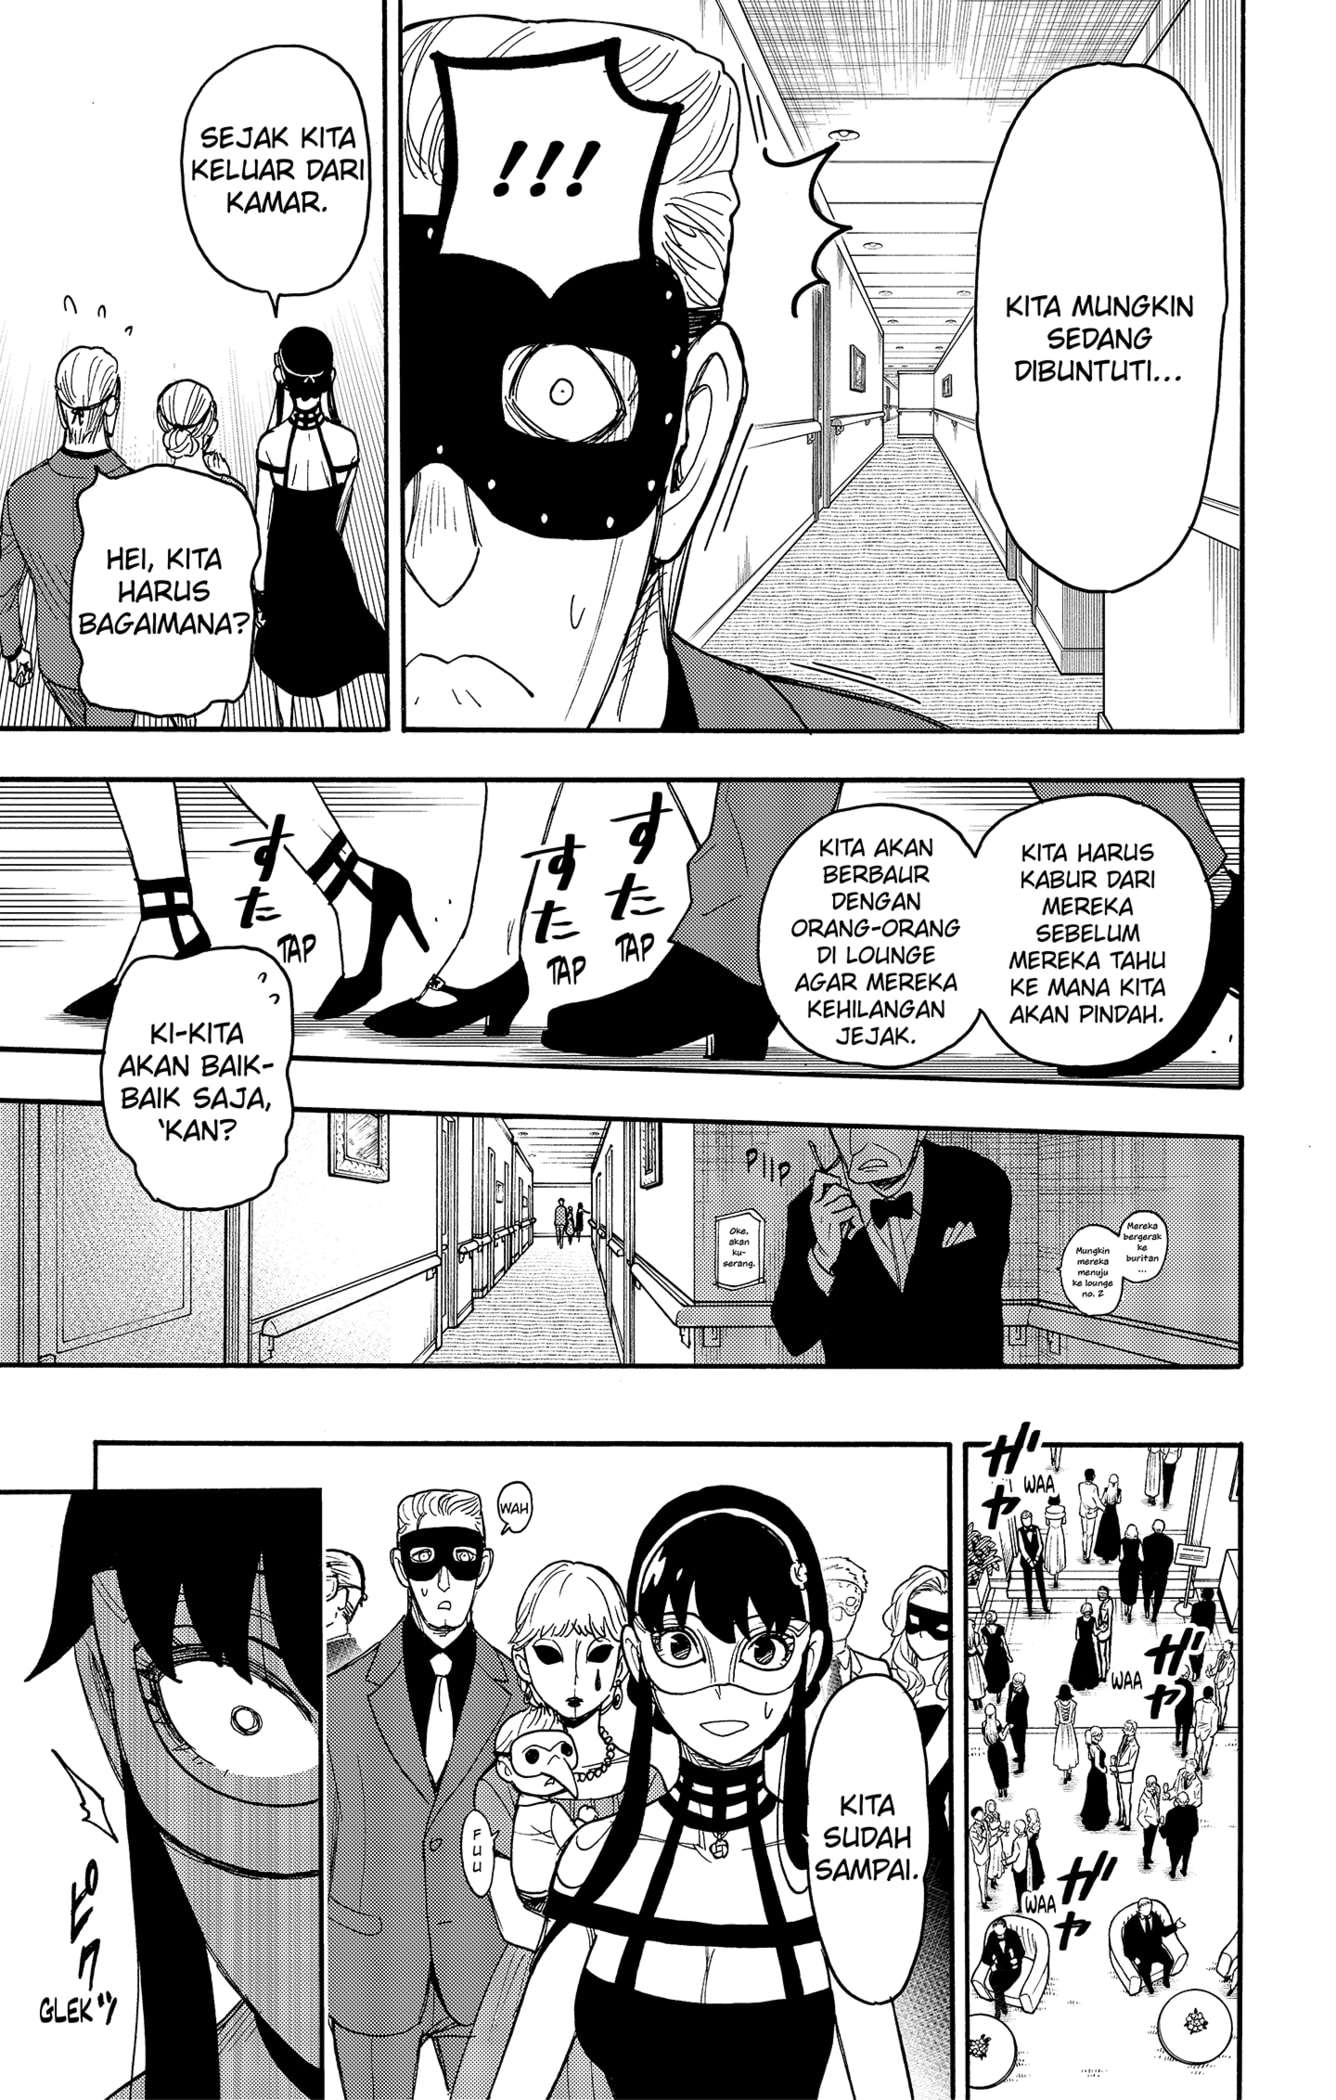 KITA MUNGKIN
SEDANG
DIBUNTUTI...
!!!
SEJAK KITA
KELUAR DARI
KAMAR.
HEI, KITA
HARUS
BAGAIMANA?
KITA HARUS
KABUR DARI
MEREKA
SEBELUM
MEREKA TAHU
KE MANA KITA
AKAN PINDAH.
KITA AKAN
BERBAUR
DENGAN
ORANG-ORANG
DI LOUNGE
AGAR MEREKA
KEHILANGAN
JEJAK.
すた
TAP
すた
TAP
すた
TAP
KI-KITA
AKAN BAIK-
BAIK SAJA,
‘KAN?
Mereka
bergerak
ke
buritan
...
Mungkin
mereka
menuju
ke lounge
no. 2
PIIP
Oke,
akan
ku-
serang.
ガヤ
WAA
ガヤ
WAA
ガヤ
WAA
KITA
SUDAH
SAMPAI.
WAH
FUU
ピクッ
GLEK